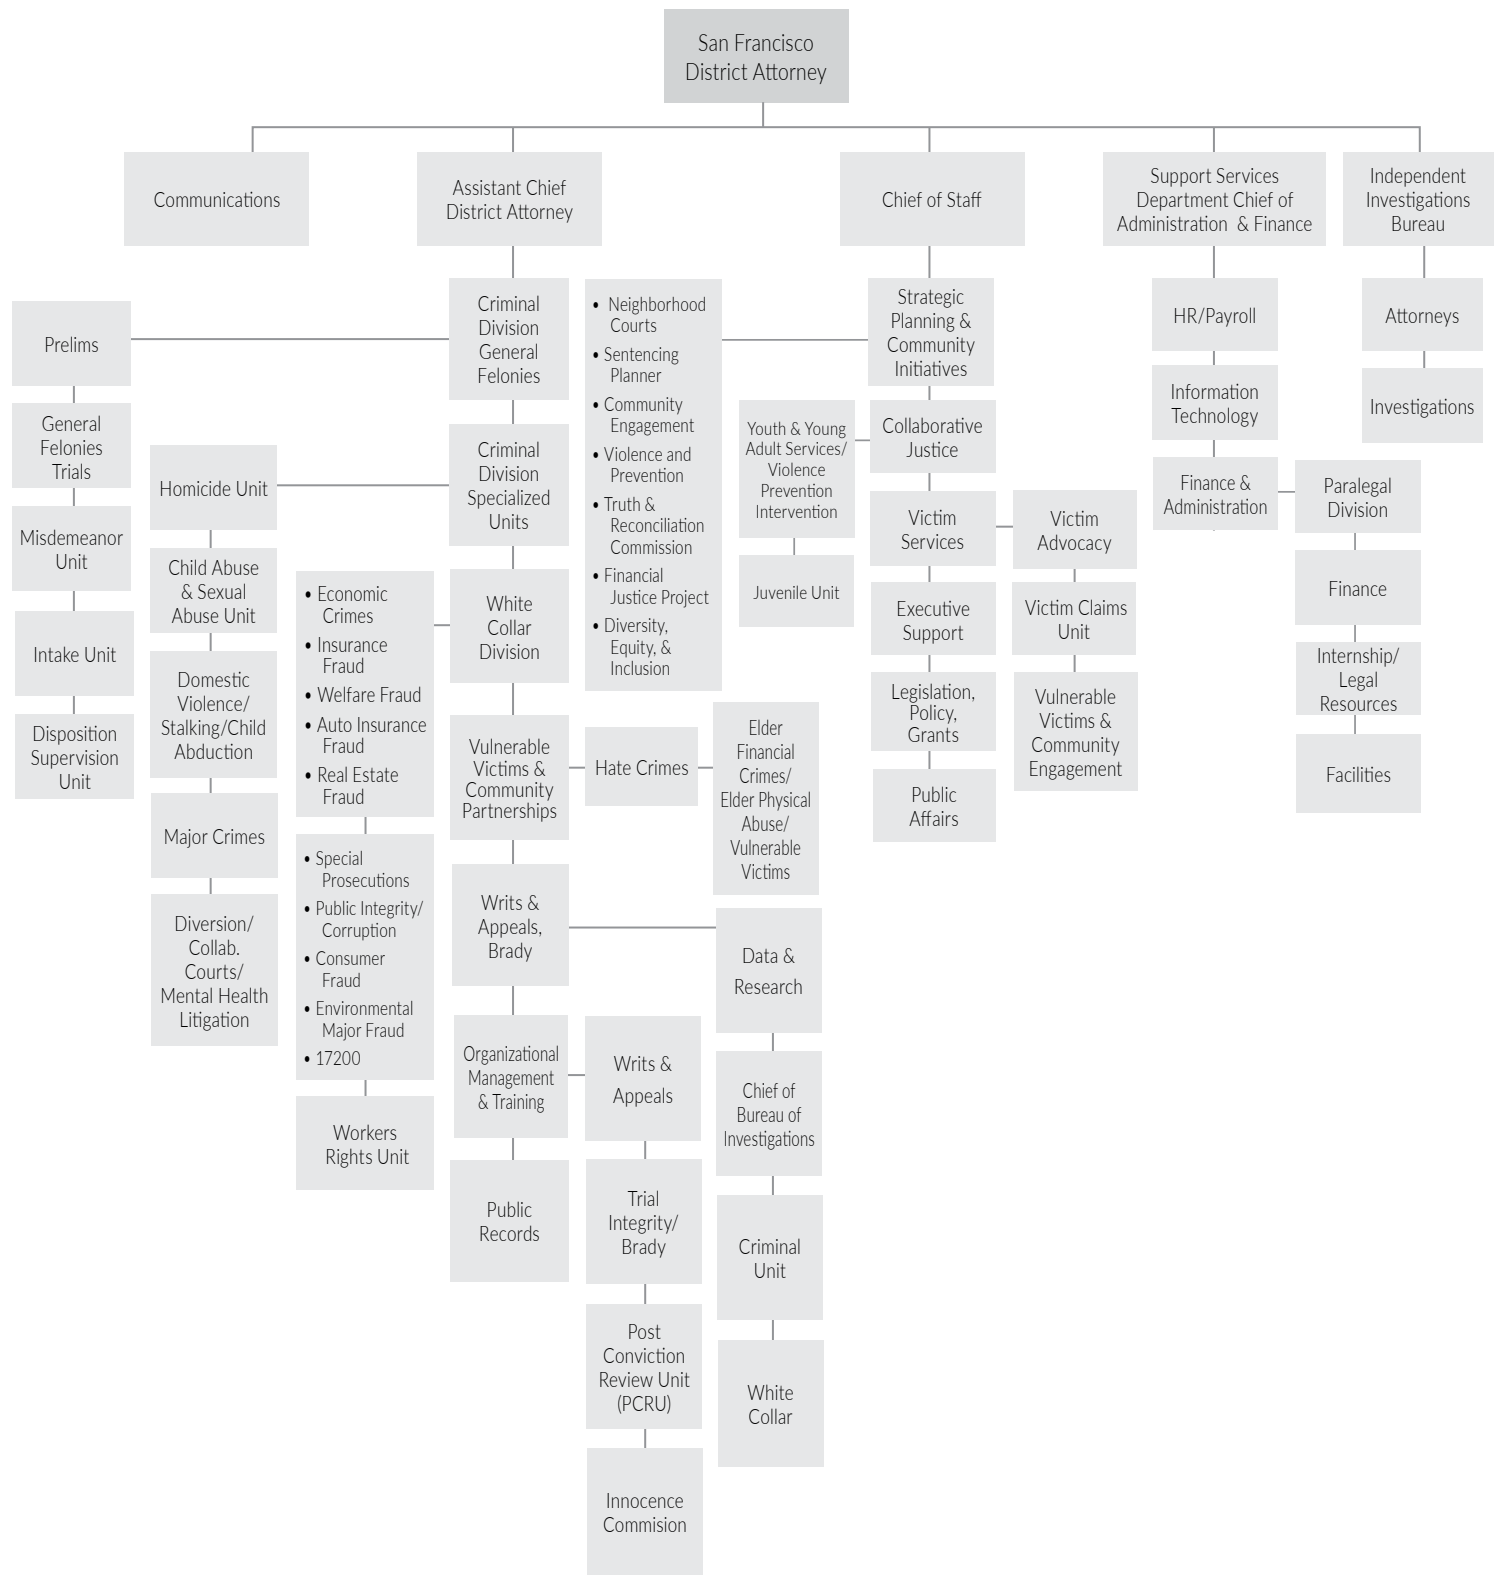 San Francisco
District Attorney
Communications
Assistant Chief
District Attorney
Chief of Staff
Support Services
Department Chief of
Administration & Finance
Independent
Investigations
Bureau
Prelims
General
Felonies
Trials
Misdemeanor
Unit
Intake Unit
Disposition
Supervision
Unit
Homicide Unit
Child Abuse
& Sexual
Abuse Unit
Domestic
Violence/
Stalking/Child
Abduction
Major Crimes
Diversion/
Collab.
Courts/
Mental Health
Litigation
• Economic
Crimes
• Insurance
Fraud
• Welfare Fraud
• Auto Insurance
Fraud
• Real Estate
Fraud
• Special
Prosecutions
• Public Integrity/
Corruption
• Consumer
Fraud
• Environmental
Major Fraud
• 17200
Workers
Rights Unit
Criminal
Division
General
Felonies
Criminal
Division
Specialized
Units
White
Collar
Division
Vulnerable
Victims &
Community
Partnerships
Writs &
Appeals,
Brady
Organizational
Management
& Training
Public
Records
Hate Crimes
Elder
Financial
Crimes/
Elder Physical
Abuse/
Vulnerable
Victims
Writs &
Appeals
Trial
Integrity/
Brady
Post
Conviction
Review Unit
(PCRU)
Innocence
Commision
Data &
Research
Chief of
Bureau of
Investigations
Criminal
Unit
White
Collar
• Neighborhood
Courts
• Sentencing
Planner
• Community
Engagement
• Violence and
Prevention
• Truth &
Reconciliation
Commission
• Financial
Justice Project
• Diversity,
Equity, &
Inclusion
Strategic
Planning &
Community
Initiatives
Youth & Young
Adult Services/
Violence
Prevention
Intervention
Juvenile Unit
Collaborative
Justice
Victim
Services
Executive
Support
Legislation,
Policy,
Grants
Public
Affairs
Victim
Advocacy
Victim Claims
Unit
Vulnerable
Victims &
Community
Engagement
HR/Payroll
Information
Technology
Finance &
Administration
Paralegal
Division
Finance
Internship/
Legal
Resources
Facilities
Attorneys
Investigations